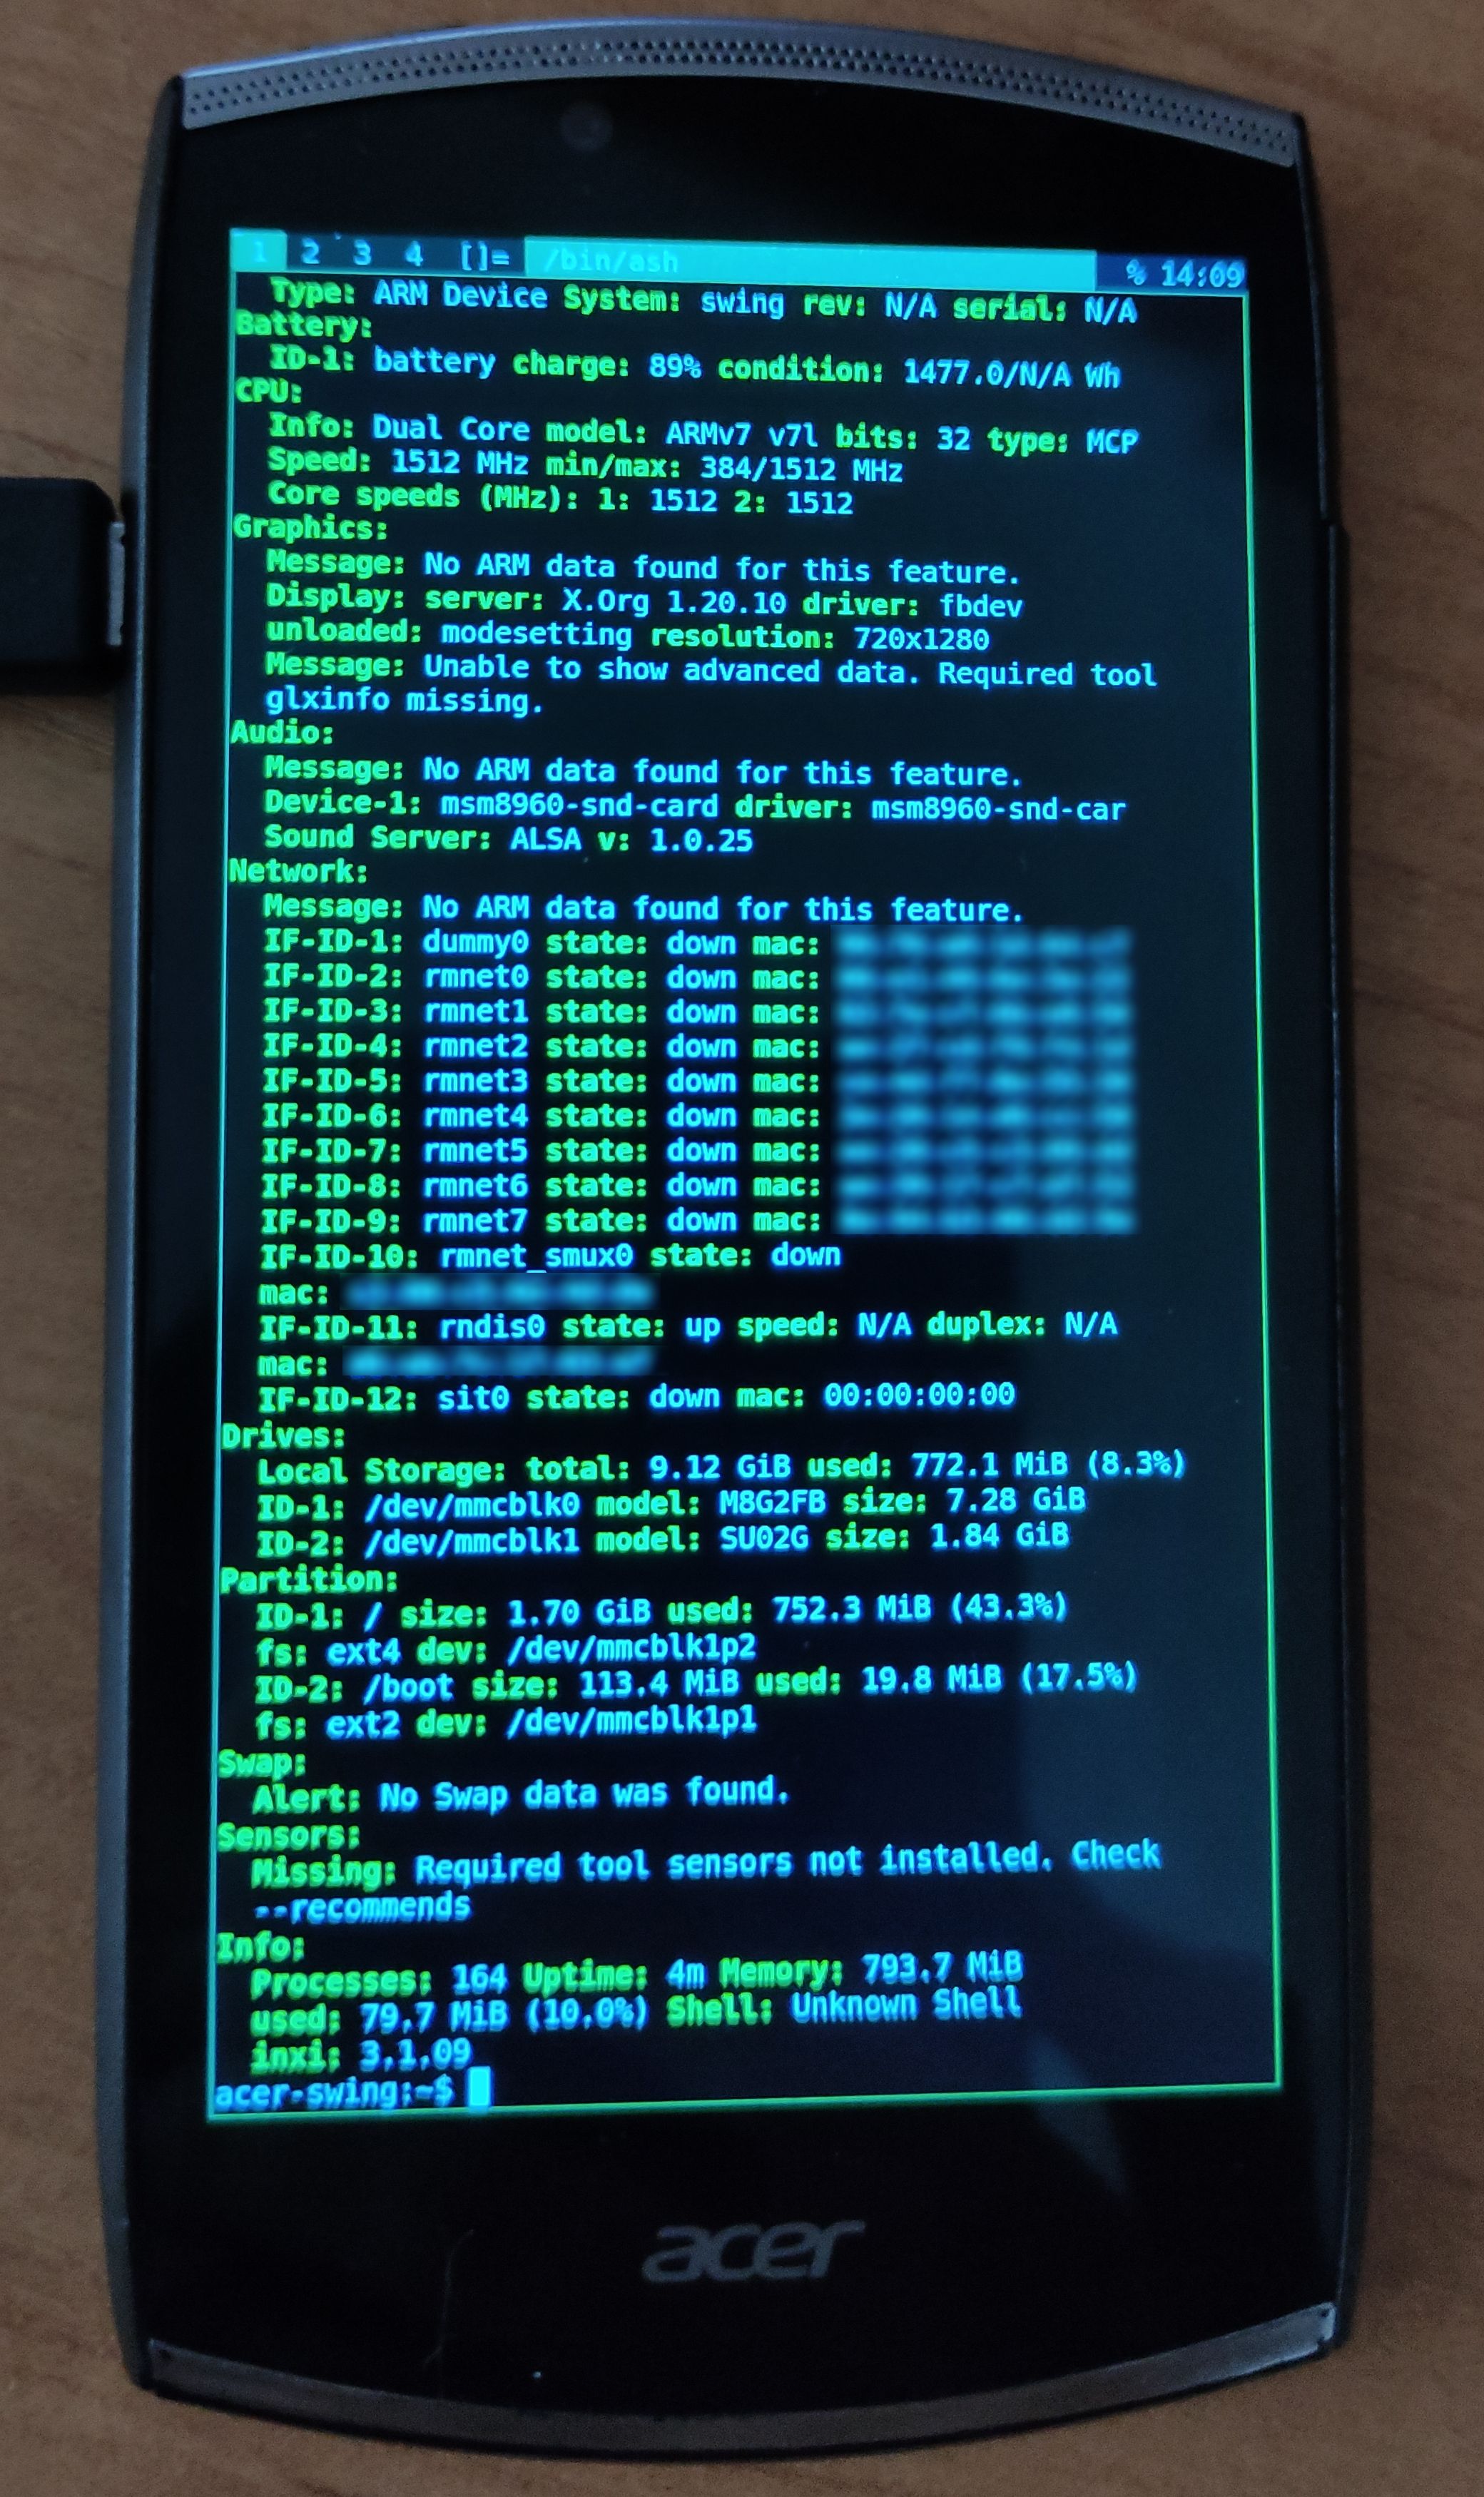 1 2 3 4 []= /bin/ash % 14:09
Type: ARM Device System: swing rev: N/A serial: N/A
Battery:
ID-1: battery charge: 89% condition: 1477.0/N/A Wh
CPU:
Info: Dual Core model: ARMv7 v7l bits: 32 type: MCP
Speed: 1512 MHz min/max: 384/1512 MHz
Core speeds (MHz): 1: 1512 2: 1512
Graphics:
Message: No ARM data found for this feature.
Display: server: X.Org 1.20.10 driver: fbdev
unloaded: modesetting resolution: 720x1280
Message: Unable to show advanced data. Required tool
glxinfo missing.
Audio:
Message: No ARM data found for this feature.
Device-1: msm8960-snd-card driver: msm8960-snd-car
Sound Server: ALSA v: 1.0.25
Network:
Message: No ARM data found for this feature.
IF-ID-1: dummy0 state: down mac:
IF-ID-2: rmnet0 state: down mac:
IF-ID-3: rmnet1 state: down mac:
IF-ID-4: rmnet2 state: down mac:
IF-ID-5: rmnet3 state: down mac:
IF-ID-6: rmnet4 state: down mac:
IF-ID-7: rmnet5 state: down mac:
IF-ID-8: rmnet6 state: down mac:
IF-ID-9: rmnet7 state: down mac:
IF-ID-10: rmnet_smux0 state: down
mac:
IF-ID-11: rndis0 state: up speed: N/A duplex: N/A
mac:
IF-ID-12: sit0 state: down mac: 00:00:00:00
Drives:
Local Storage: total: 9.12 GiB used: 772.1 MiB (8.3%)
ID-1: /dev/mmcblk0 model: M8G2FB size: 7.28 GiB
ID-2: /dev/mmcblk1 model: SU02G size: 1.84 GiB
Partition:
ID-1: / size: 1.70 GiB used: 752.3 MiB (43.3%)
fs: ext4 dev: /dev/mmcblk1p2
ID-2: /boot size: 113.4 MiB used: 19.8 MiB (17.5%)
fs: ext2 dev: /dev/mmcblk1p1
Swap:
Alert: No Swap data was found.
Sensors:
Missing: Required tool sensors not installed. Check
--recommends
Info:
Processes: 164 Uptime: 4m Memory: 793.7 MiB
used: 79.7 MiB (10.0%) Shell: Unknown Shell
inxi: 3.1.09
acer-swing:~$
acer